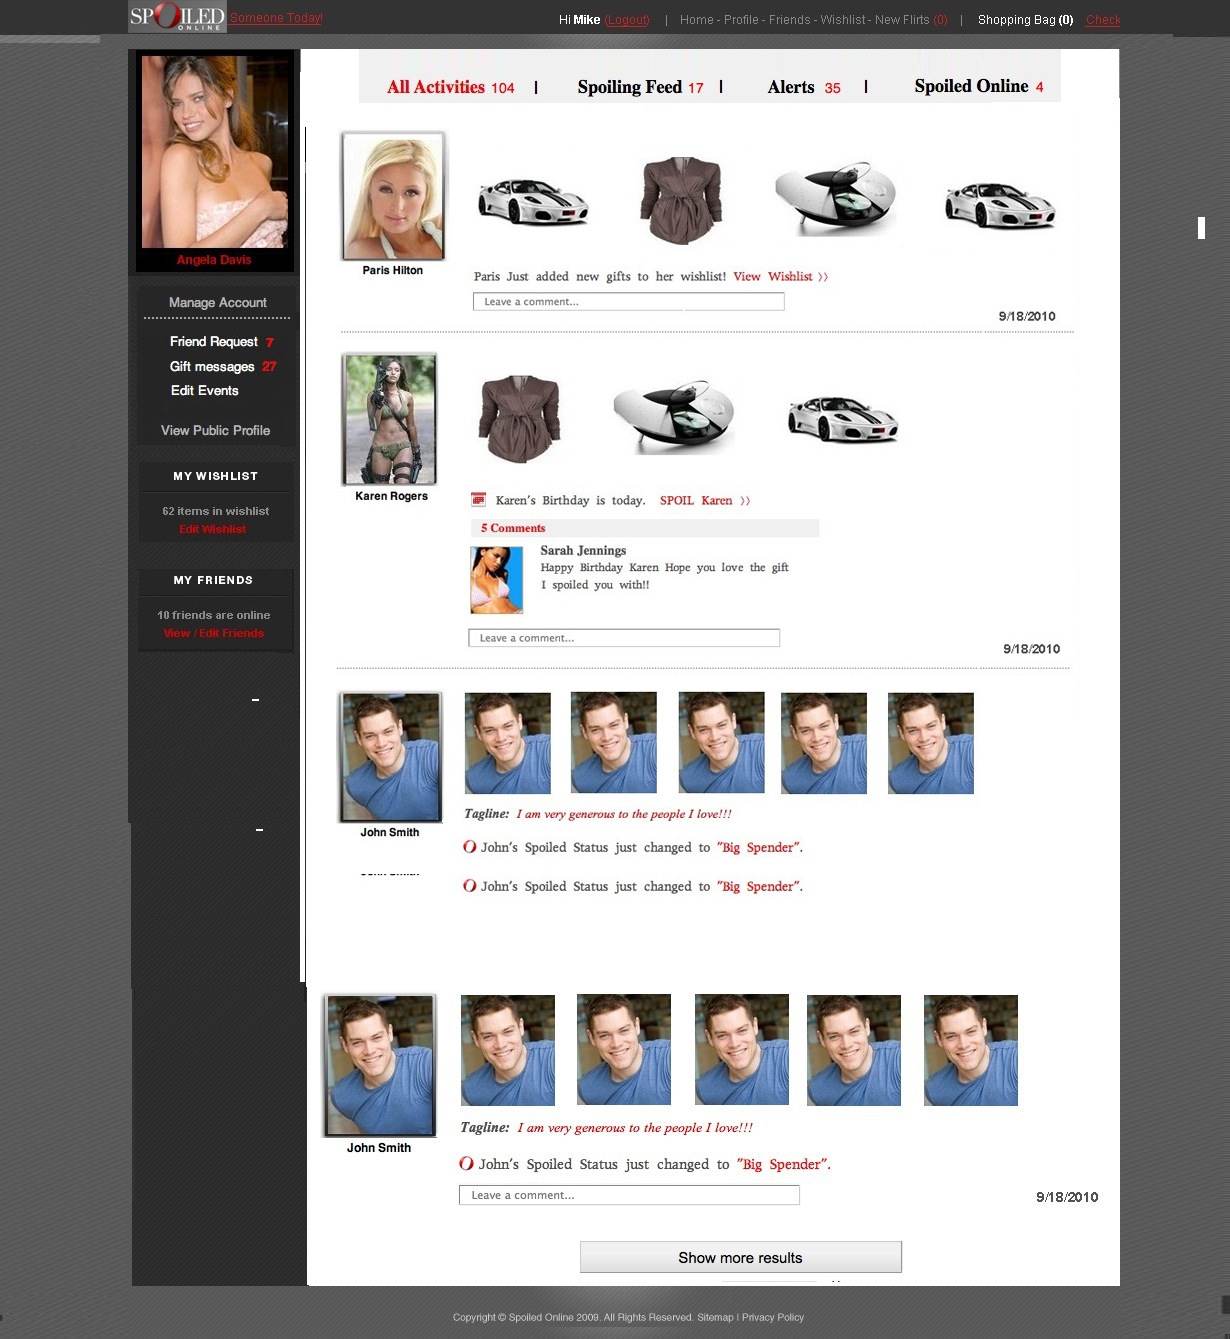 SPOILED Someone Today!
ONLINE
Hi Mike (Logout) | Home - Profile - Friends - Wishlist - New Flirts (0) | Shopping Bag (0) Check
All Activities 104 | Spoiling Feed 17 | Alerts 35 | Spoiled Online 4
Angela Davis
Manage Account
Friend Request 7
Gift messages 27
Edit Events
View Public Profile
MY WISHLIST
62 items in wishlist
Edit Wishlist
MY FRIENDS
10 friends are online
View / Edit Friends
Paris Hilton
Paris Just added new gifts to her wishlist! View Wishlist >>
Leave a comment...
9/18/2010
Karen Rogers
Karen's Birthday is today. SPOIL Karen >>
5 Comments
Sarah Jennings
Happy Birthday Karen Hope you love the gift
I spoiled you with!!
Leave a comment...
9/18/2010
John Smith
Tagline: I am very generous to the people I love!!!
John's Spoiled Status just changed to "Big Spender".
John's Spoiled Status just changed to "Big Spender".
John Smith
Tagline: I am very generous to the people I love!!!
John's Spoiled Status just changed to "Big Spender".
Leave a comment...
9/18/2010
Show more results
Copyright © Spoiled Online 2009. All Rights Reserved. Sitemap | Privacy Policy